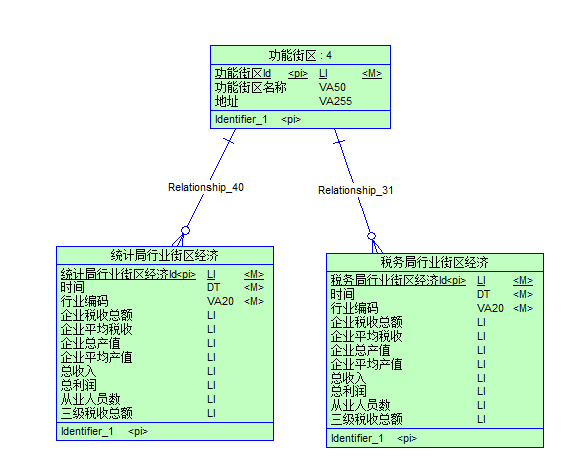 功能街区 : 4
功能街区Id <pi> LI <M>
功能街区名称 VA50
地址 VA255
Identifier_1 <pi>
Relationship_40
Relationship_31
统计局行业街区经济
统计局行业街区经济Id<pi> LI <M>
时间 DT <M>
行业编码 VA20 <M>
企业税收总额 LI
企业平均税收 LI
企业总产值 LI
企业平均产值 LI
总收入 LI
总利润 LI
从业人员数 LI
三级税收总额 LI
Identifier_1 <pi>
税务局行业街区经济
税务局行业街区经济Id<pi> LI <M>
时间 DT <M>
行业编码 VA20 <M>
企业税收总额 LI
企业平均税收 LI
企业总产值 LI
企业平均产值 LI
总收入 LI
总利润 LI
从业人员数 LI
三级税收总额 LI
Identifier_1 <pi>